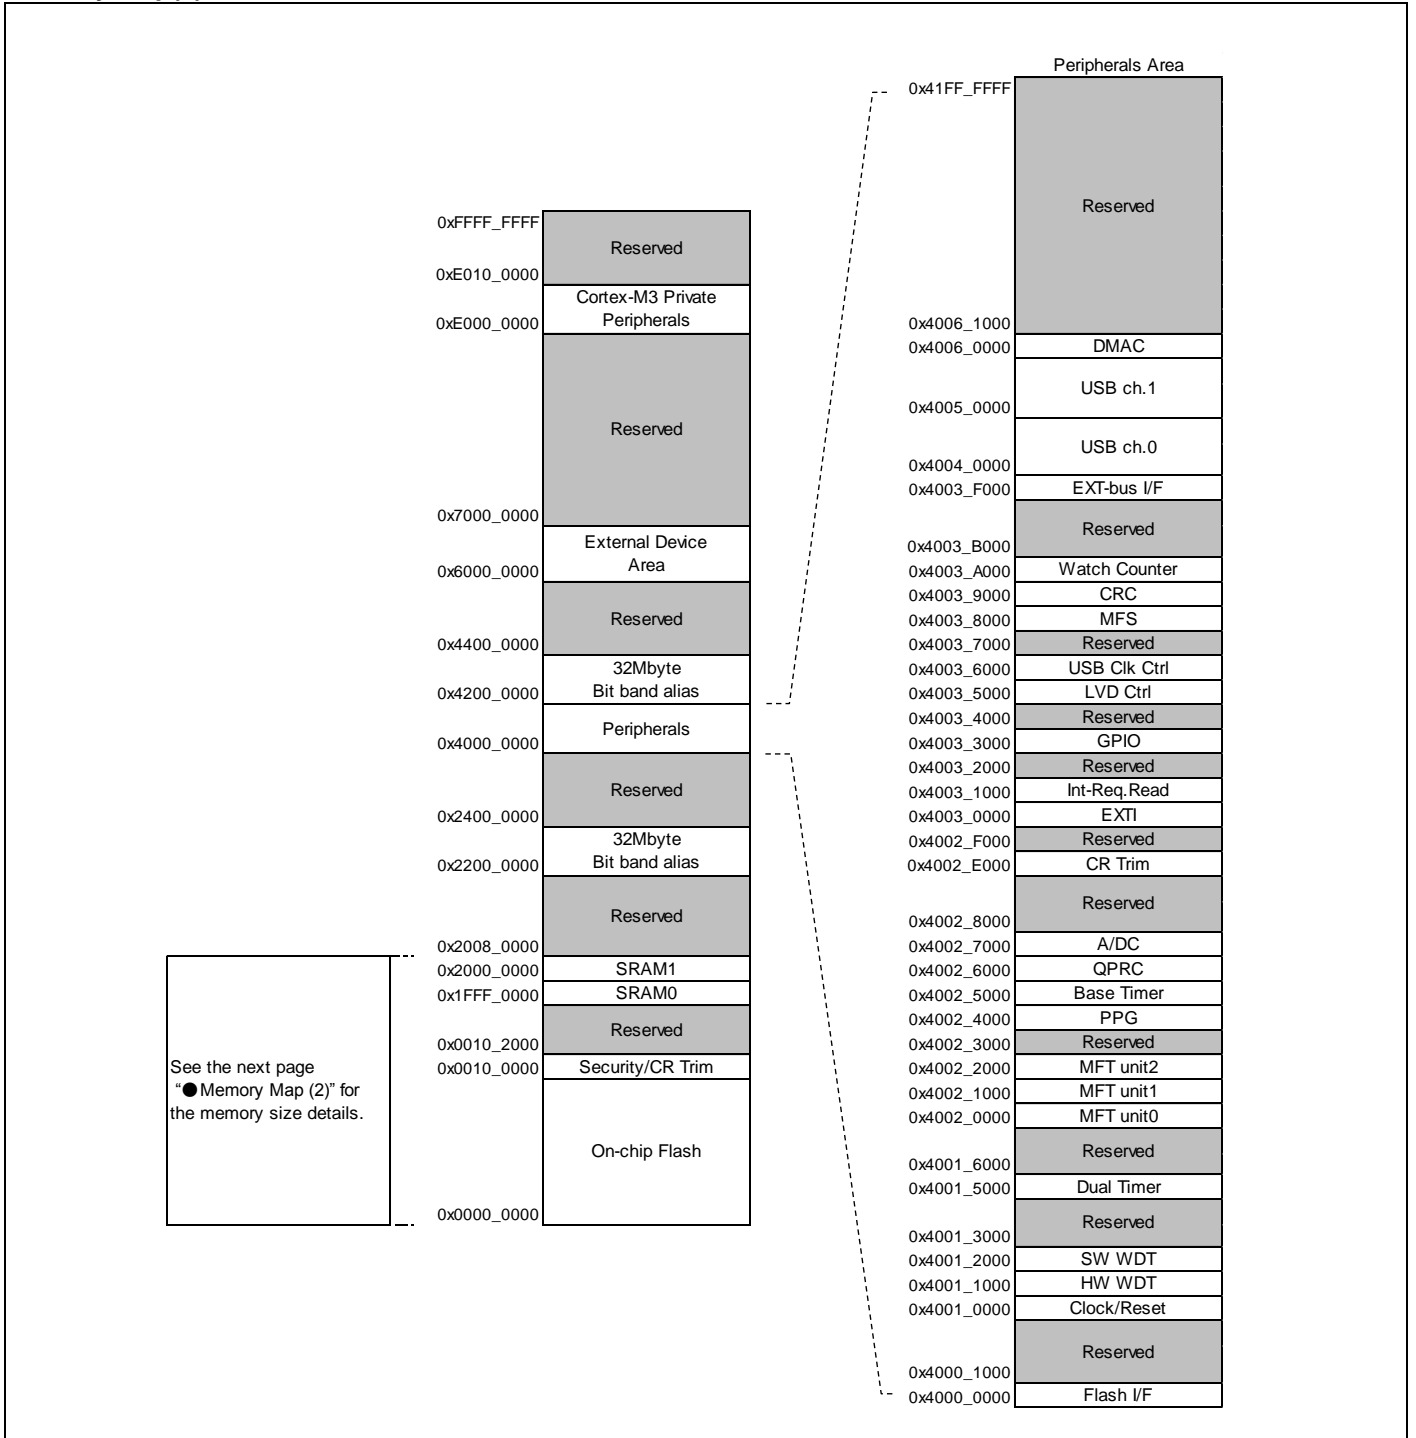 0xFFFF_FFFF
Reserved
0xE010_0000
Cortex-M3 Private
Peripherals
0xE000_0000
Reserved
0x7000_0000
External Device
Area
0x6000_0000
Reserved
0x4400_0000
32Mbyte
Bit band alias
0x4200_0000
Peripherals
0x4000_0000
Reserved
0x2400_0000
32Mbyte
Bit band alias
0x2200_0000
Reserved
0x2008_0000
SRAM1
0x2000_0000
SRAM0
0x1FFF_0000
Reserved
0x0010_2000
Security/CR Trim
0x0010_0000
On-chip Flash
0x0000_0000
See the next page
“●Memory Map (2)” for
the memory size details.
Peripherals Area
0x41FF_FFFF
Reserved
0x4006_1000
DMAC
0x4006_0000
USB ch.1
0x4005_0000
USB ch.0
0x4004_0000
EXT-bus I/F
0x4003_F000
Reserved
0x4003_B000
Watch Counter
0x4003_A000
CRC
0x4003_9000
MFS
0x4003_8000
Reserved
0x4003_7000
USB Clk Ctrl
0x4003_6000
LVD Ctrl
0x4003_5000
Reserved
0x4003_4000
GPIO
0x4003_3000
Reserved
0x4003_2000
Int-Req.Read
0x4003_1000
EXTI
0x4003_0000
Reserved
0x4002_F000
CR Trim
0x4002_E000
Reserved
0x4002_8000
A/DC
0x4002_7000
QPRC
0x4002_6000
Base Timer
0x4002_5000
PPG
0x4002_4000
Reserved
0x4002_3000
MFT unit2
0x4002_2000
MFT unit1
0x4002_1000
MFT unit0
0x4002_0000
Reserved
0x4001_6000
Dual Timer
0x4001_5000
Reserved
0x4001_3000
SW WDT
0x4001_2000
HW WDT
0x4001_1000
Clock/Reset
0x4001_0000
Reserved
0x4000_1000
Flash I/F
0x4000_0000